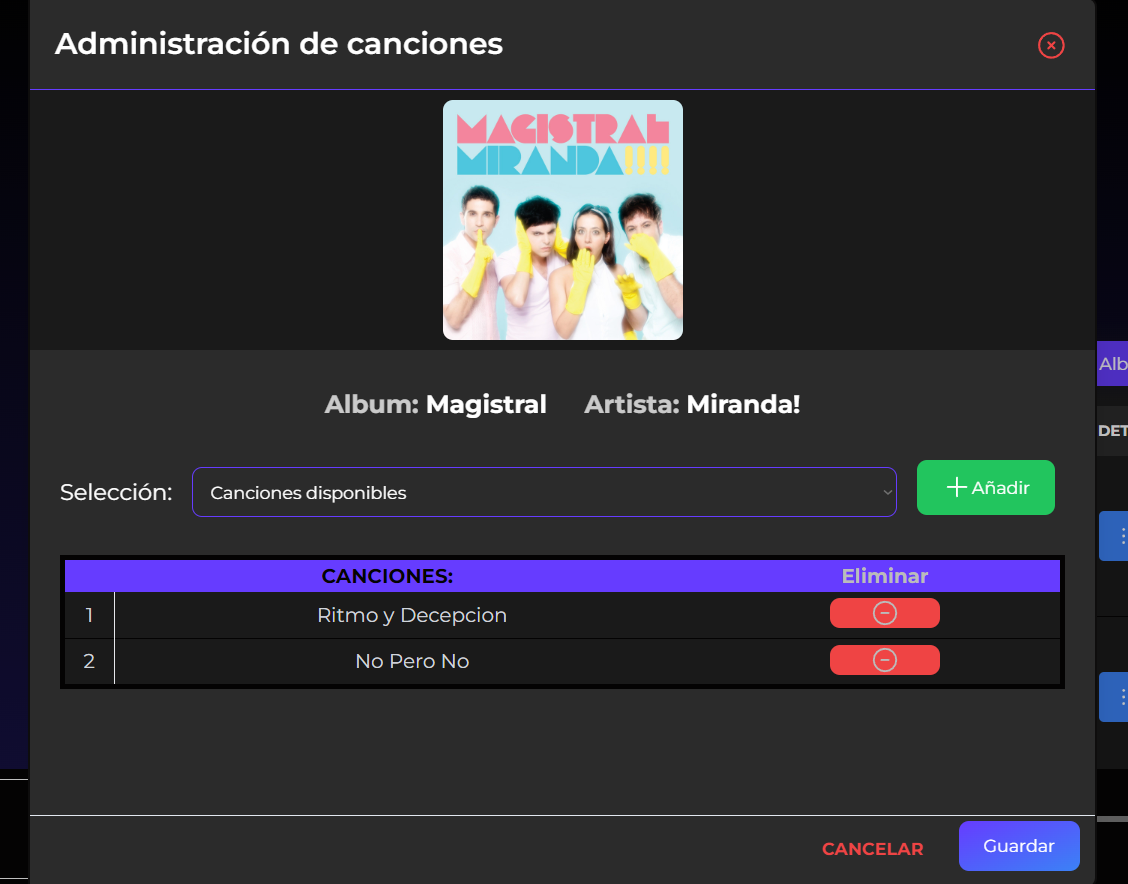 Administración de canciones
MAGISTRAL
MIRANDA!!!!
Album: Magistral Artista: Miranda!
Alb
DET
Selección: Canciones disponibles Añadir
CANCIONES: Eliminar
1 Ritmo y Decepcion
2 No Pero No
CANCELAR Guardar